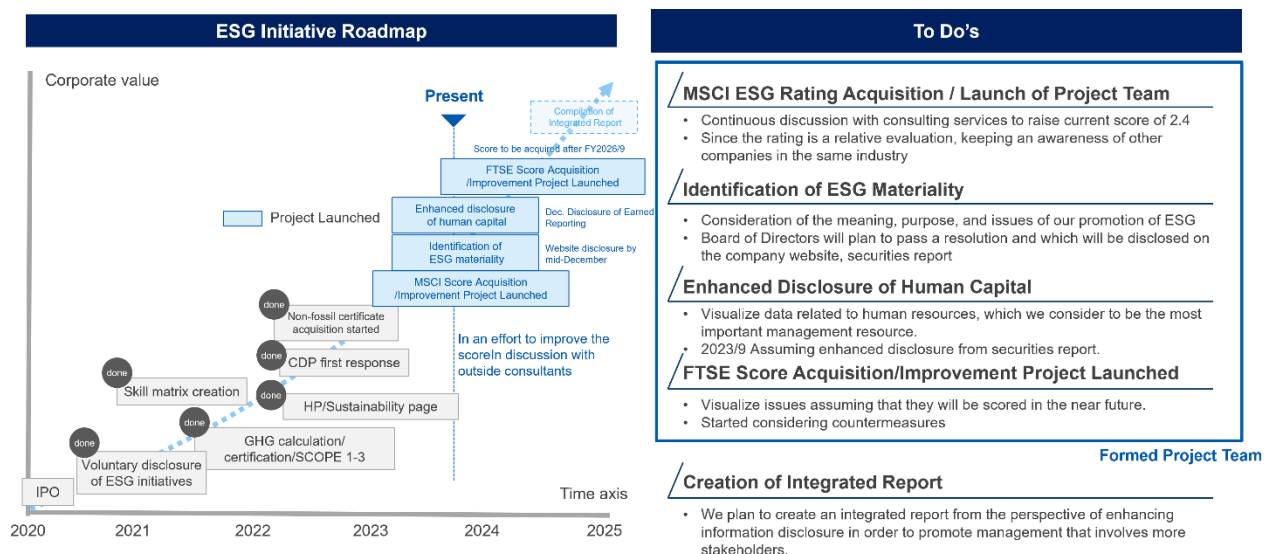 ESG Initiative Roadmap
Corporate value
Present
Compilation of
Integrated Report
Score to be acquired after FY2026/9
FTSE Score Acquisition
/Improvement Project Launched
Project Launched
Enhanced disclosure
of human capital
Dec. Disclosure of Earned
Reporting
Identification of
ESG materiality
Website disclosure by
mid-December
MSCI Score Acquisition
/Improvement Project Launched
done
Non-fossil certificate
acquisition started
In an effort to improve the
scoreIn discussion with
outside consultants
done
CDP first response
done
Skill matrix creation
done
HP/Sustainability page
done
GHG calculation/
certification/SCOPE 1-3
done
Voluntary disclosure
of ESG initiatives
IPO
Time axis
2020
2021
2022
2023
2024
2025
To Do's
MSCI ESG Rating Acquisition / Launch of Project Team
• Continuous discussion with consulting services to raise current score of 2.4
• Since the rating is a relative evaluation, keeping an awareness of other
companies in the same industry
Identification of ESG Materiality
• Consideration of the meaning, purpose, and issues of our promotion of ESG
• Board of Directors will plan to pass a resolution and which will be disclosed on
the company website, securities report
Enhanced Disclosure of Human Capital
• Visualize data related to human resources, which we consider to be the most
important management resource.
• 2023/9 Assuming enhanced disclosure from securities report.
FTSE Score Acquisition/Improvement Project Launched
• Visualize issues assuming that they will be scored in the near future.
• Started considering countermeasures
Formed Project Team
Creation of Integrated Report
• We plan to create an integrated report from the perspective of enhancing
information disclosure in order to promote management that involves more
stakeholders.